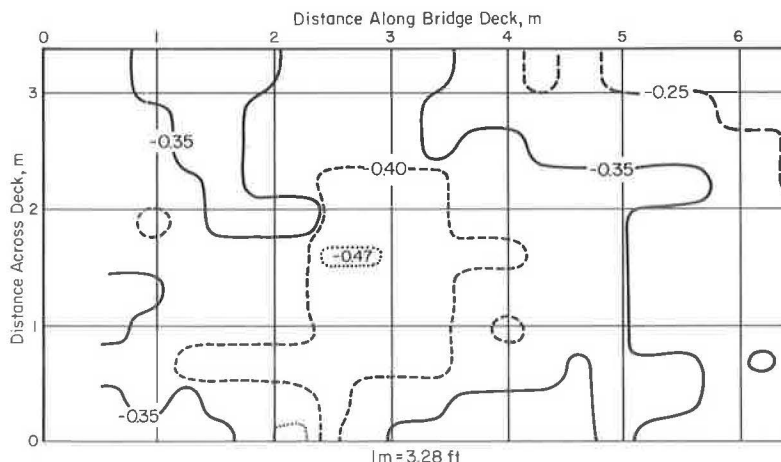 Distance Along Bridge Deck, m
0 1 2 3 4 5 6
3
-0.25
-0.35
-0.40
-0.35
2
-0.47
Distance Across Deck, m
1
-0.35
0
1m = 3.28 ft